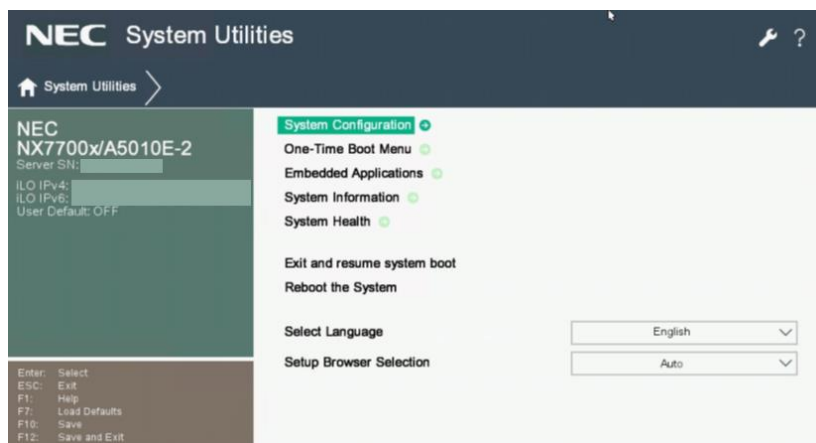 NEC System Utilities
?
System Utilities
NEC
NX7700x/A5010E-2
Server SN:
iLO IPv4:
iLO IPv6:
User Default: OFF
System Configuration
One-Time Boot Menu
Embedded Applications
System Information
System Health
Exit and resume system boot
Reboot the System
Select Language English
Setup Browser Selection Auto
Enter: Select
ESC: Exit
F1: Help
F7: Load Defaults
F10: Save
F12: Save and Exit